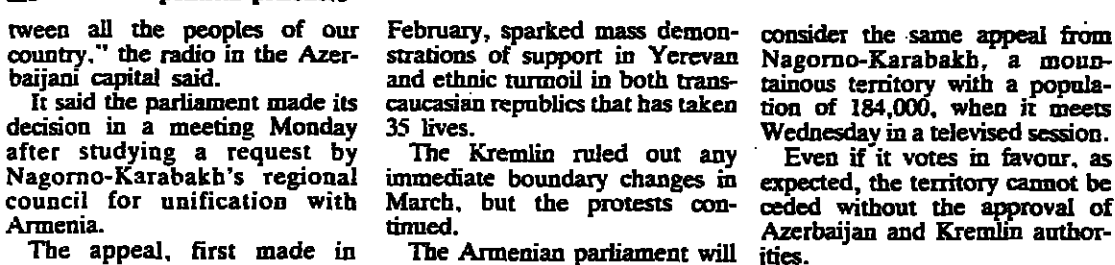 tween all the peoples of our
country," the radio in the Azer-
baijani capital said.
It said the parliament made its
decision in a meeting Monday
after studying a request by
Nagorno-Karabakh's regional
council for unification with
Armenia.
The appeal, first made in
February, sparked mass demon-
strations of support in Yerevan
and ethnic turmoil in both trans-
caucasian republics that has taken
35 lives.
The Kremlin ruled out any
immediate boundary changes in
March, but the protests con-
tinued.
The Armenian parliament will
consider the same appeal from
Nagorno-Karabakh, a moun-
tainous territory with a popula-
tion of 184,000, when it meets
Wednesday in a televised session.
Even if it votes in favour, as
expected, the territory cannot be
ceded without the approval of
Azerbaijan and Kremlin author-
ities.